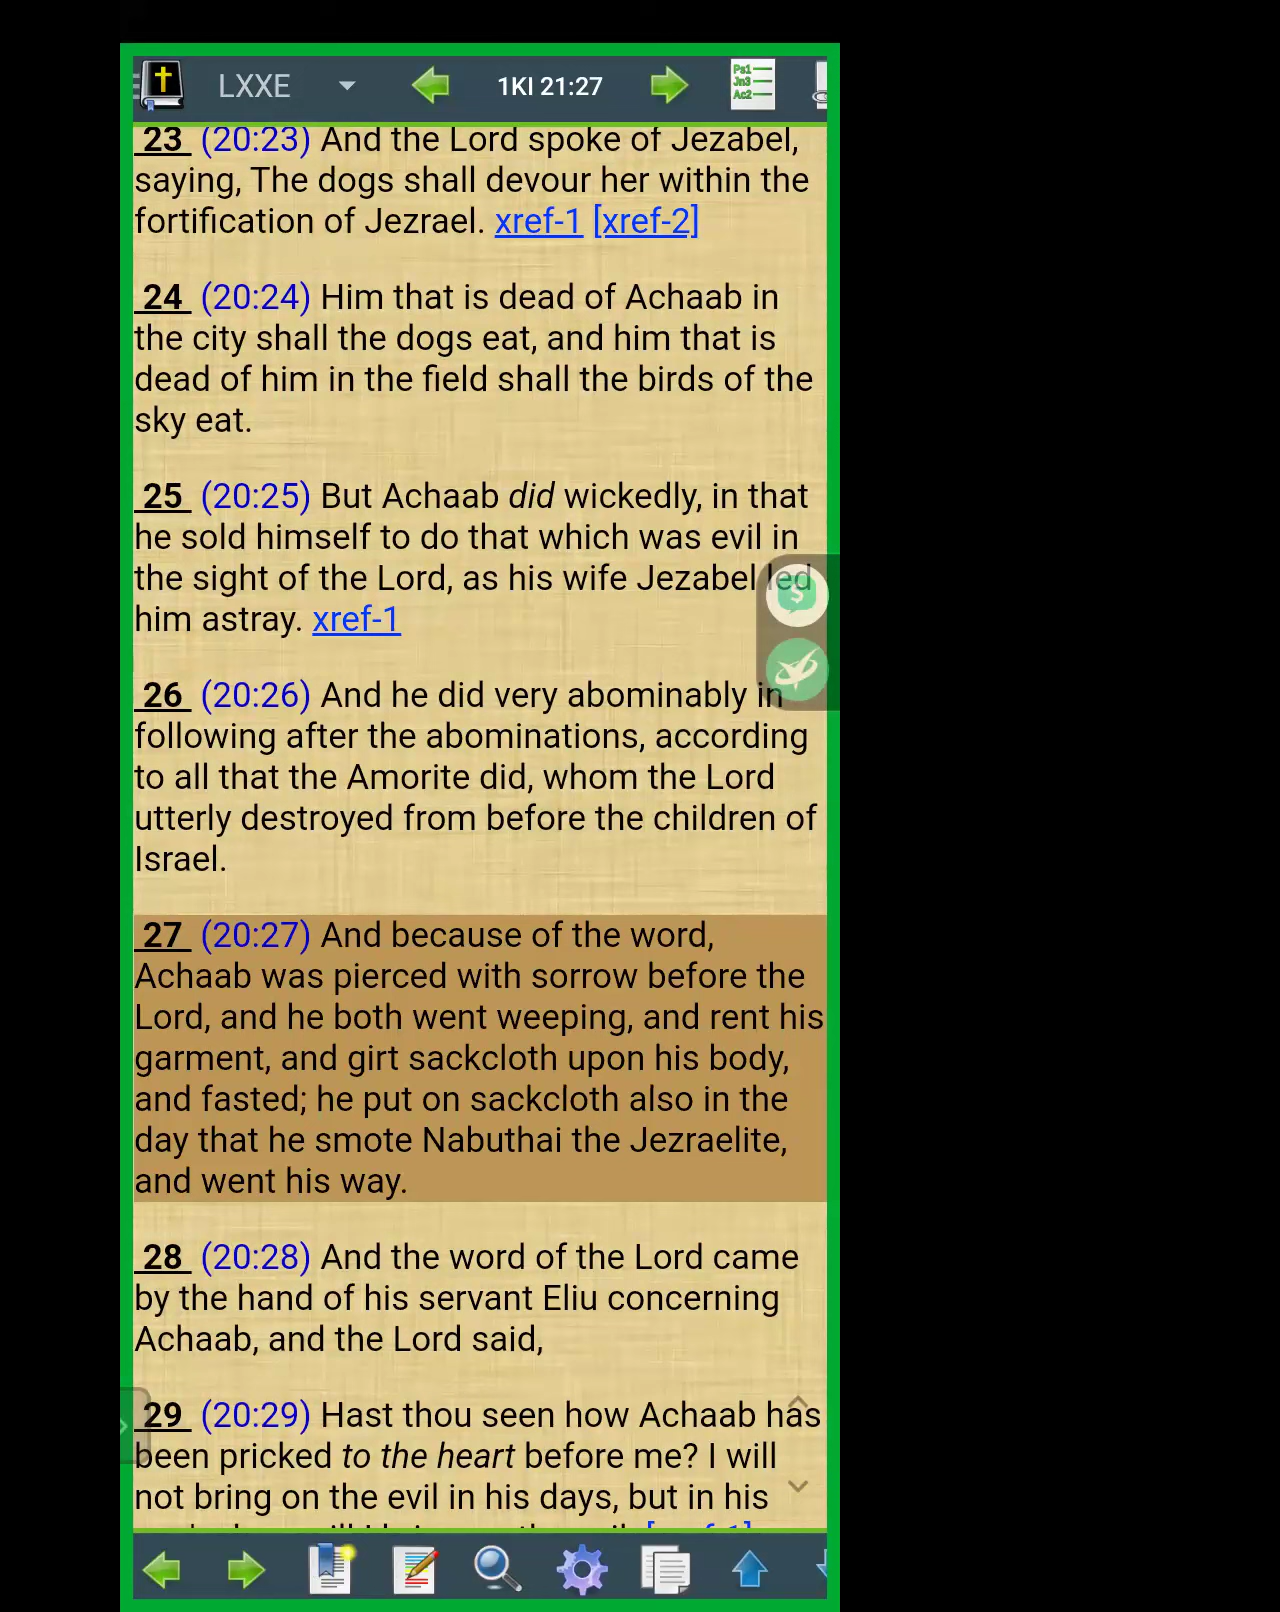 LXXE 1KI 21:27
Ps1
Jn3
Ac2
23 (20:23) And the Lord spoke of Jezabel,
saying, The dogs shall devour her within the
fortification of Jezrael. xref-1 [xref-2]
24 (20:24) Him that is dead of Achaab in
the city shall the dogs eat, and him that is
dead of him in the field shall the birds of the
sky eat.
25 (20:25) But Achaab did wickedly, in that
he sold himself to do that which was evil in
the sight of the Lord, as his wife Jezabel led
him astray. xref-1
26 (20:26) And he did very abominably in
following after the abominations, according
to all that the Amorite did, whom the Lord
utterly destroyed from before the children of
Israel.
27 (20:27) And because of the word,
Achaab was pierced with sorrow before the
Lord, and he both went weeping, and rent his
garment, and girt sackcloth upon his body,
and fasted; he put on sackcloth also in the
day that he smote Nabuthai the Jezraelite,
and went his way.
28 (20:28) And the word of the Lord came
by the hand of his servant Eliu concerning
Achaab, and the Lord said,
29 (20:29) Hast thou seen how Achaab has
been pricked to the heart before me? I will
not bring on the evil in his days, but in his